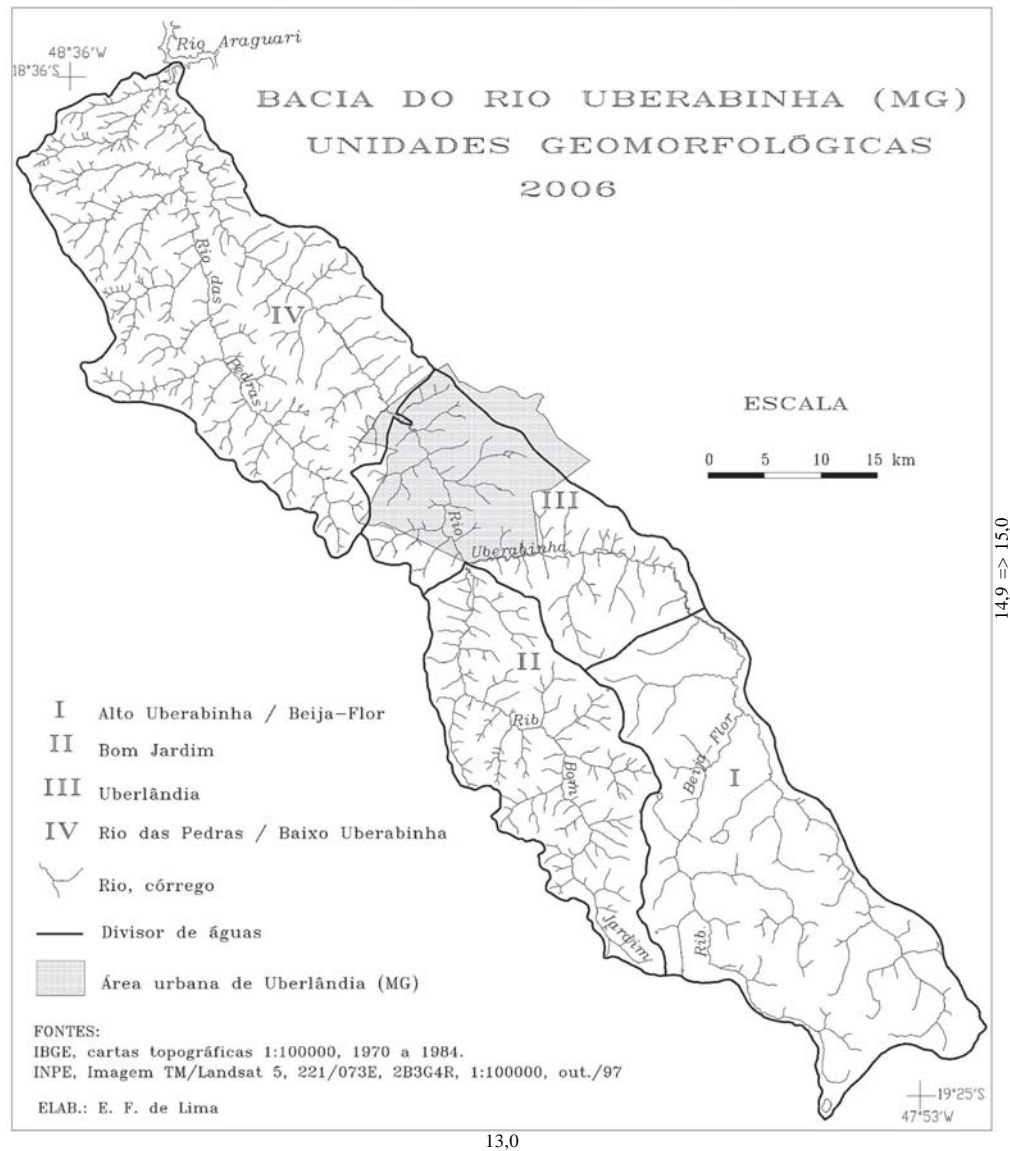 Rio Araguari
48°36'W
18°36'S
BACIA DO RIO UBERABINHA (MG)
UNIDADES GEOMORFOLÓGICAS
2006
Rio das
Pedras
IV
ESCALA
0 5 10 15 km
III
Rio
Uberabinha
14,9 => 15,0
II
Rib.
Bom
Jardim
Beija-Flor
I
Rib.
I Alto Uberabinha / Beija-Flor
II Bom Jardim
III Uberlândia
IV Rio das Pedras / Baixo Uberabinha
Rio, córrego
Divisor de águas
Área urbana de Uberlândia (MG)
FONTES:
IBGE, cartas topográficas 1:100000, 1970 a 1984.
INPE, Imagem TM/Landsat 5, 221/073E, 2B3G4R, 1:100000, out./97
ELAB.: E. F. de Lima
19°25'S
47°53'W
13,0